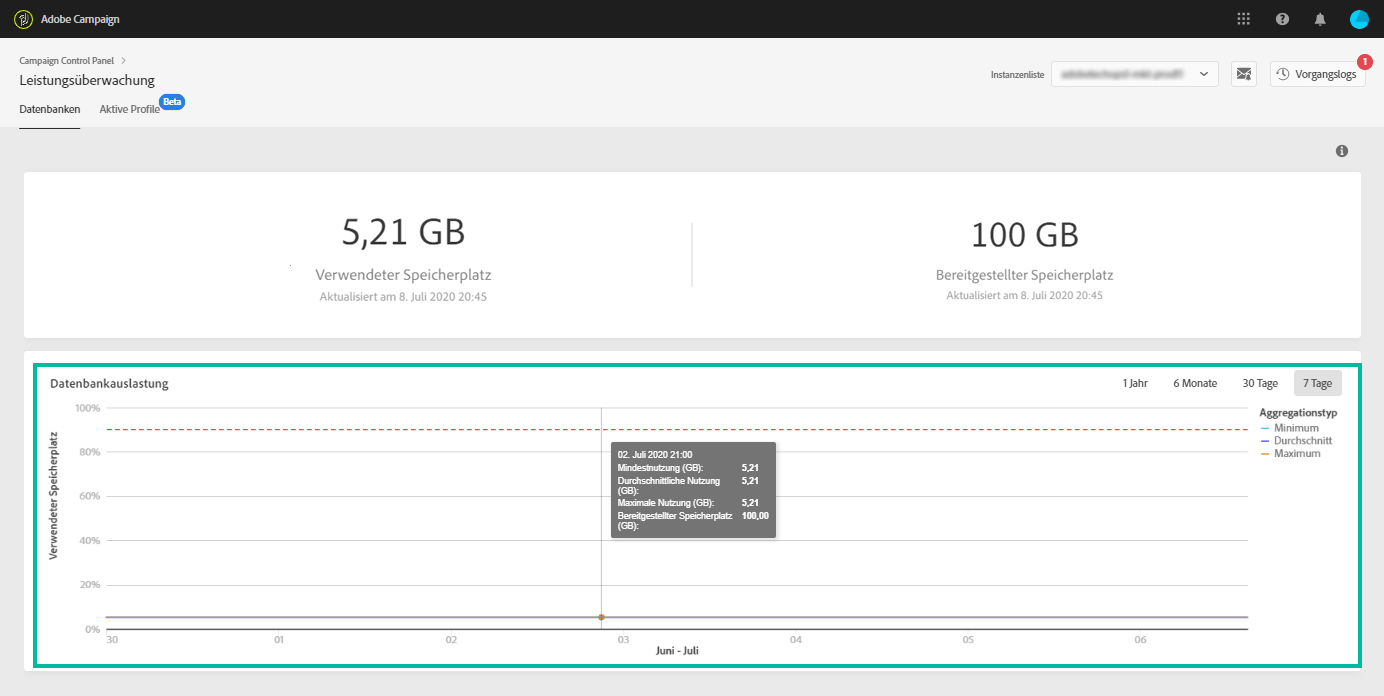 Adobe Campaign
Campaign Control Panel
Leistungsüberwachung
Instanzenliste
Vorgangslogs
1
Datenbanken
Aktive Profile
Beta
5,21 GB
Verwendeter Speicherplatz
Aktualisiert am 8. Juli 2020 20:45
100 GB
Bereitgestellter Speicherplatz
Aktualisiert am 8. Juli 2020 20:45
Datenbankauslastung
1 Jahr
6 Monate
30 Tage
7 Tage
Verwendeter Speicherplatz
100%
80%
60%
40%
20%
0%
02. Juli 2020 21:00
Mindestnutzung (GB): 5,21
Durchschnittliche Nutzung 5,21
(GB):
Maximale Nutzung (GB): 5,21
Bereitgestellter Speicherplatz 100,00
(GB):
Aggregationstyp
Minimum
Durchschnitt
Maximum
30 01 02 03 04 05 06
Juni - Juli